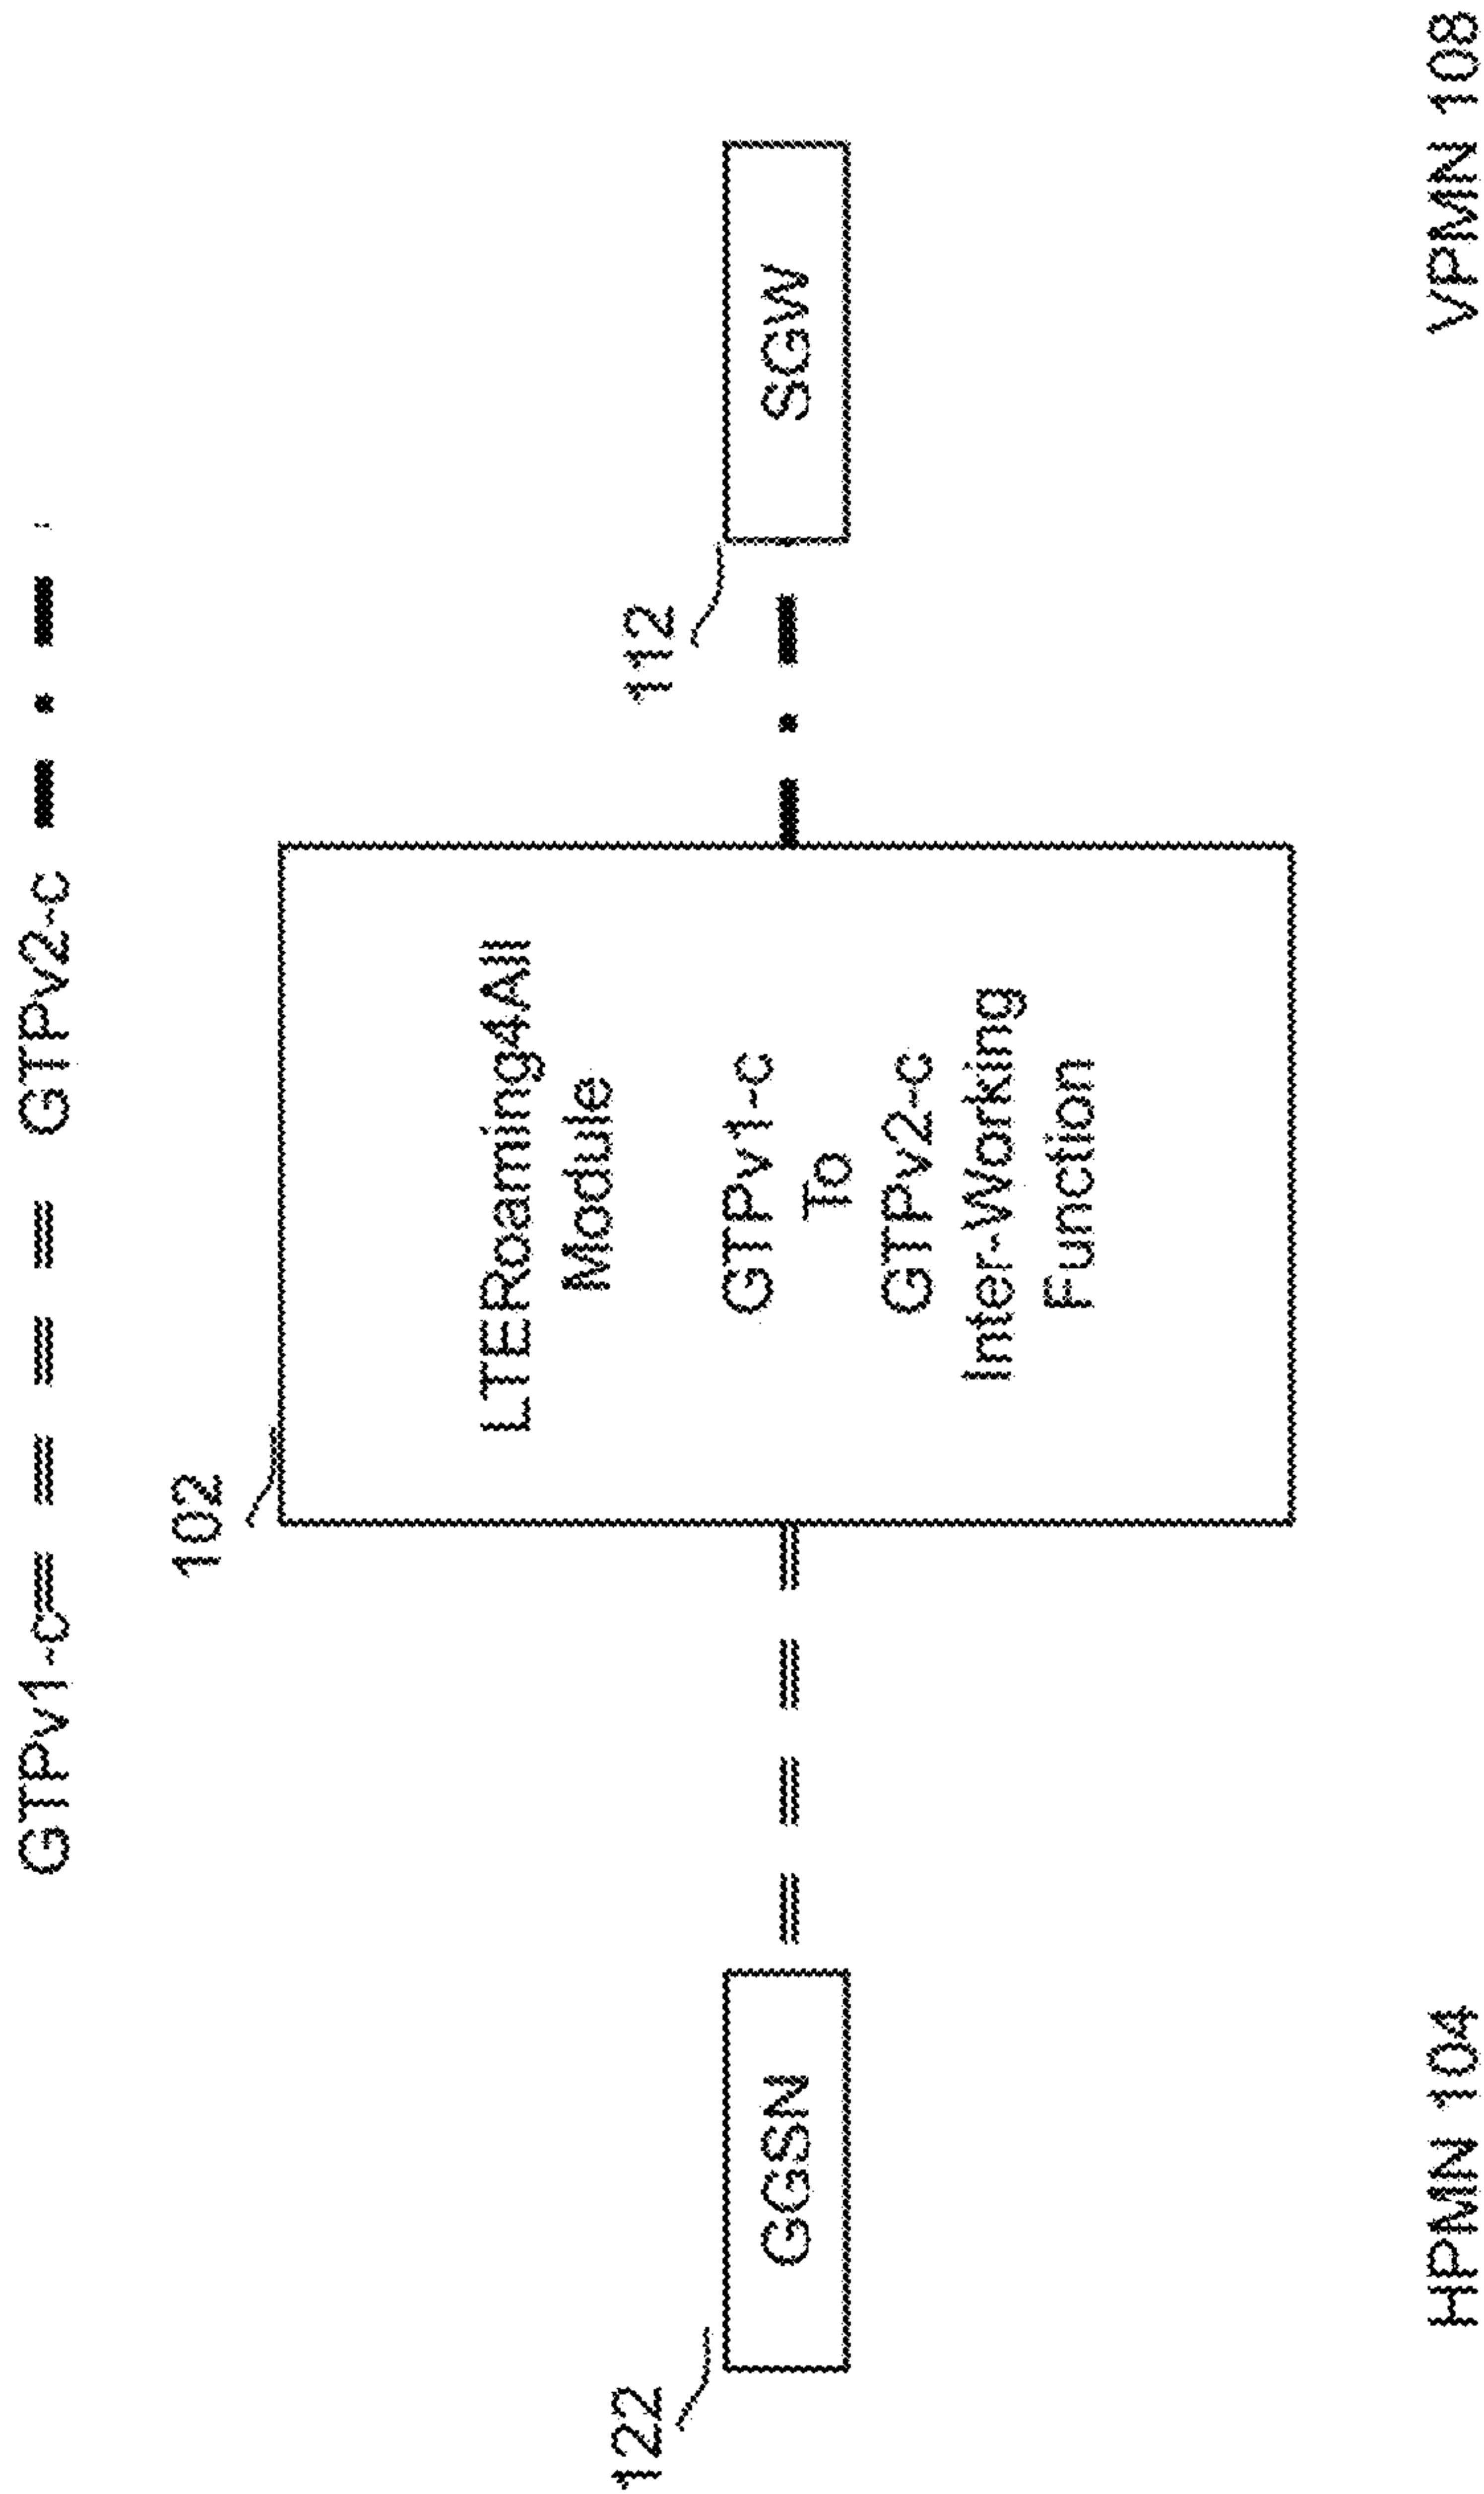 GTPv1-c
GTPv2-c
102
LTERoaming4All
Module
GTPv1-c
To
GTPv2-c
Inter-Working
Function
122
GGSN
112
SGW
HPMN 104
VPMN 108